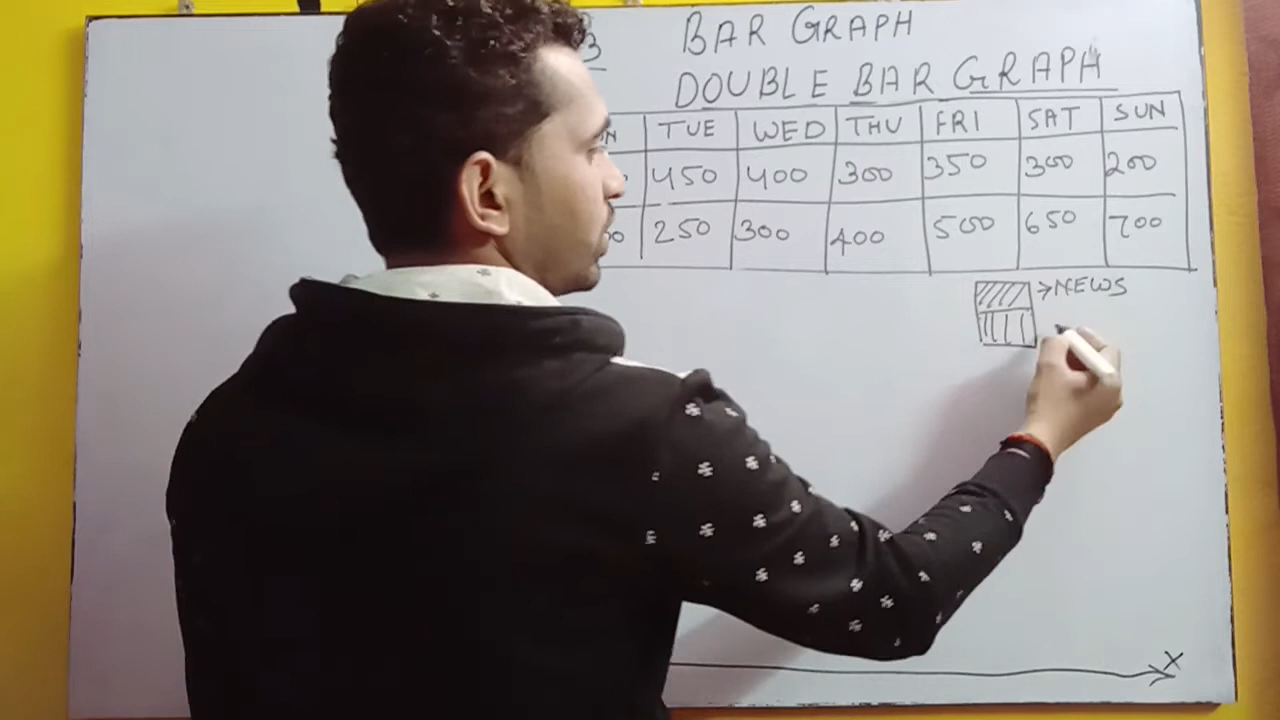 3 BAR GRAPH
DOUBLE BAR GRAPH
TUE WED THU FRI SAT SUN
450 400 300 350 300 200
250 300 400 500 650 700
→NEWS
X